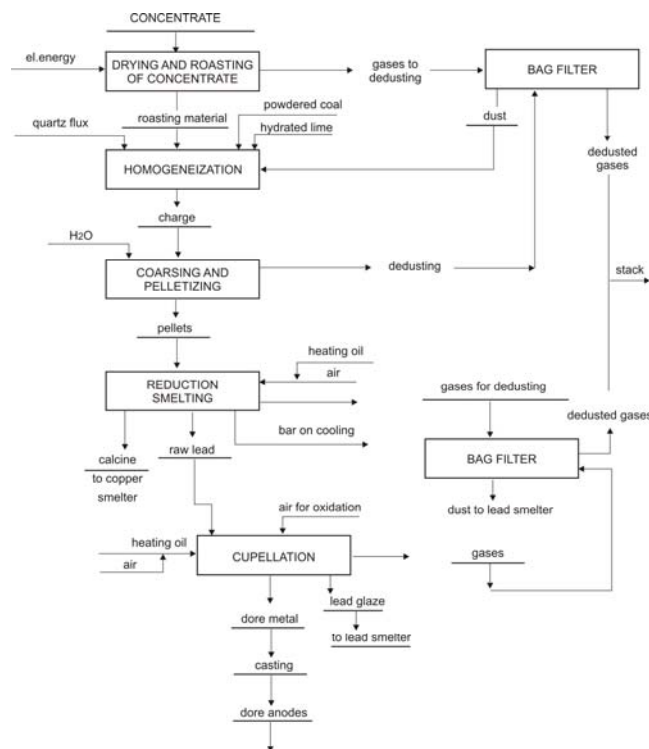 CONCENTRATE
el.energy
DRYING AND ROASTING
OF CONCENTRATE
gases to
dedusting
BAG FILTER
quartz flux
roasting material
powdered coal
hydrated lime
dust
dedusted
gases
HOMOGENEIZATION
charge
H2O
COARSING AND
PELLETIZING
dedusting
stack
pellets
heating oil
air
REDUCTION
SMELTING
gases for dedusting
dedusted gases
bar on cooling
calcine
to copper
smelter
raw lead
BAG FILTER
dust to lead smelter
air for oxidation
heating oil
air
CUPELLATION
gases
dore metal
lead glaze
to lead smelter
casting
dore anodes